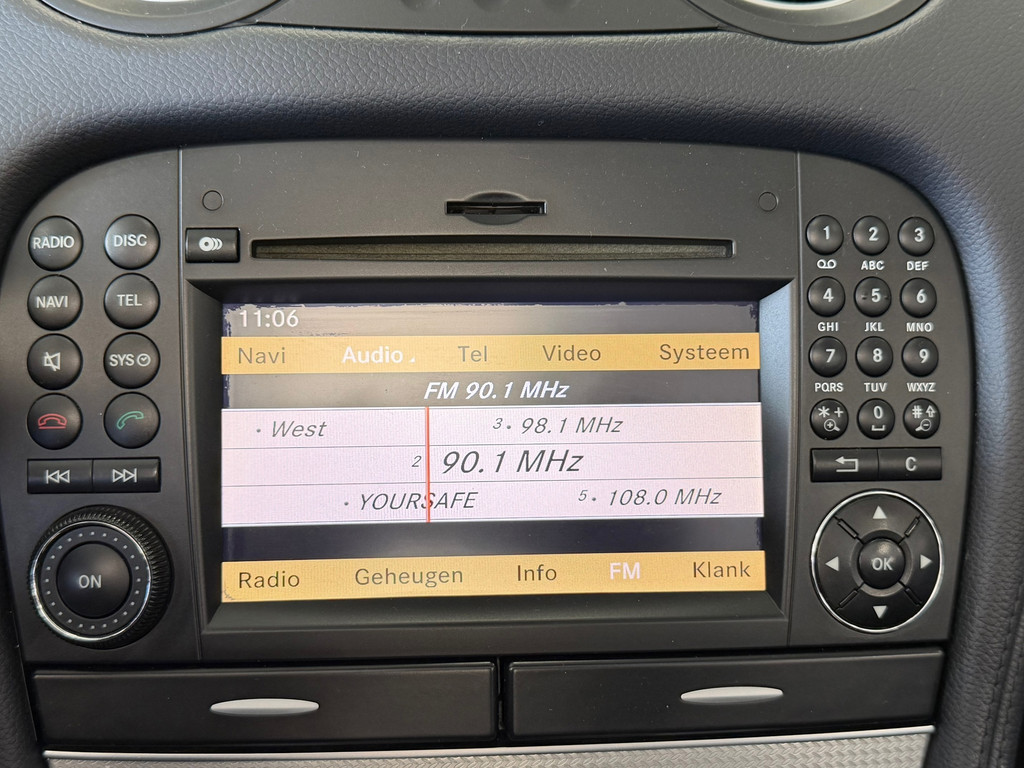 RADIO DISC
NAVI TEL
SYS
ON
11:06
Navi Audio Tel Video Systeem
FM 90.1 MHz
West 3 98.1 MHz
2 90.1 MHz
YOURSAFE 5 108.0 MHz
Radio Geheugen Info FM Klank
1 2 3
ABC DEF
4 5 6
GHI JKL MNO
7 8 9
PQRS TUV WXYZ
*+ 0 #
C
OK